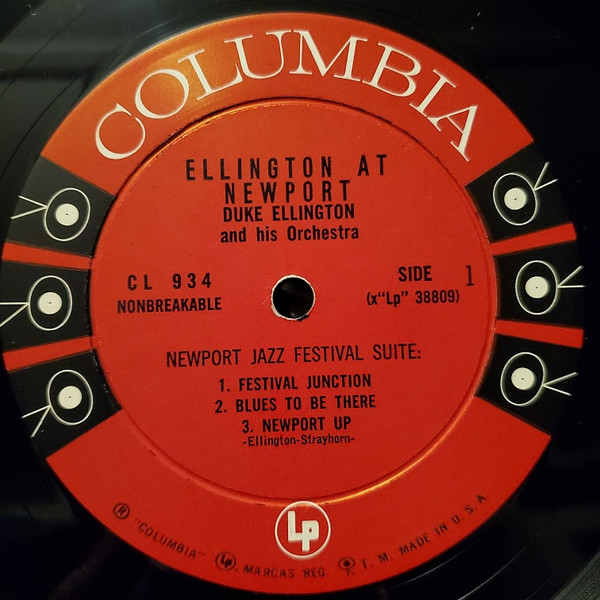 COLUMBIA
ELLINGTON AT
NEWPORT
DUKE ELLINGTON
and his Orchestra
CL 934
NONBREAKABLE
SIDE 1
(x"Lp" 38809)
NEWPORT JAZZ FESTIVAL SUITE:
1. FESTIVAL JUNCTION
2. BLUES TO BE THERE
3. NEWPORT UP
-Ellington-Strayhorn-
Lp
® "COLUMBIA" Lp. MARCAS REG. T. M. MADE IN U. S. A.